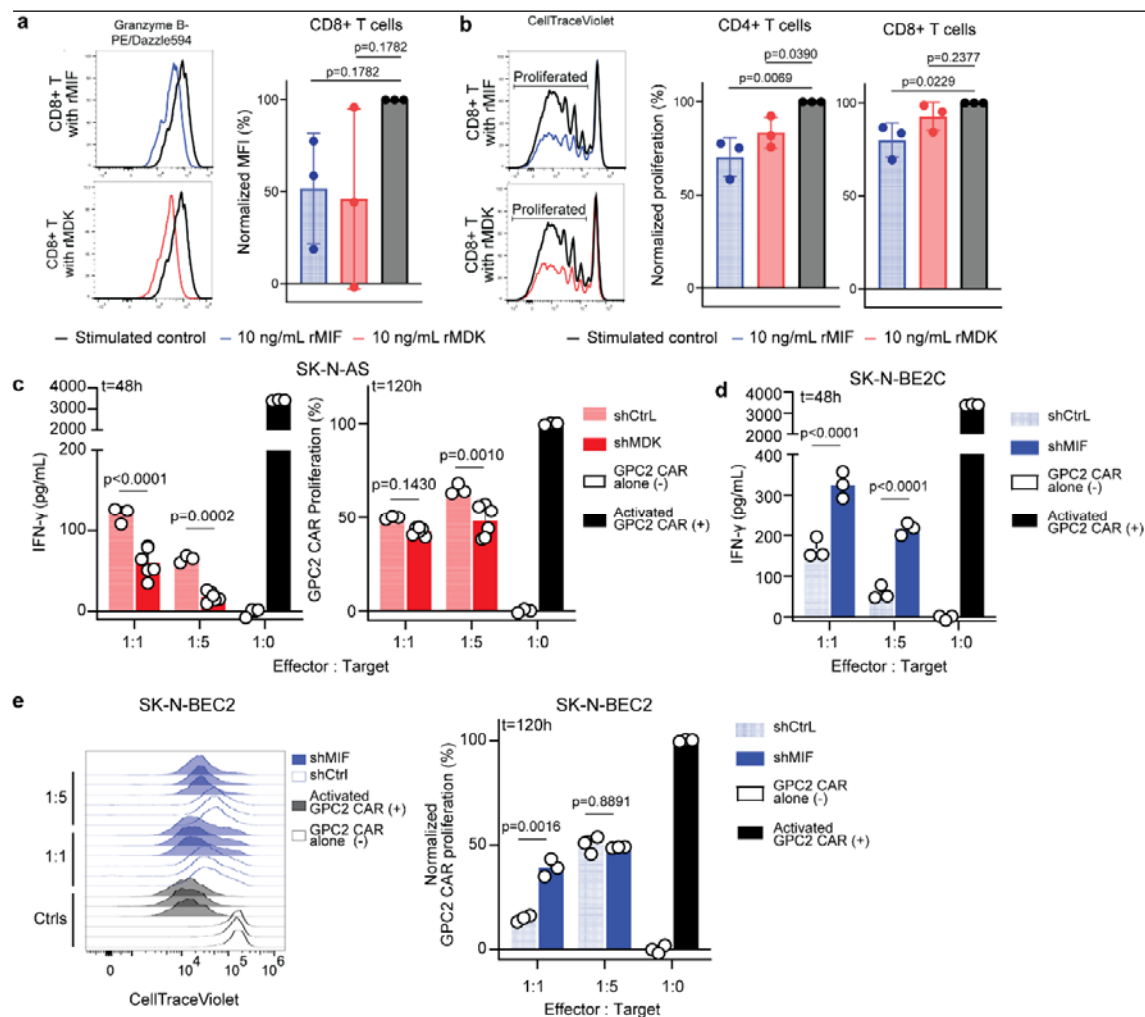 a
Granzyme B-
PE/Dazzle594
CD8+ T
with rMIF
CD8+ T
with rMDK
CD8+ T cells
p=0.1782
p=0.1782
Normalized MFI (%)
100
50
0
b
CellTraceViolet
Proliferated
CD8+ T
with rMIF
Proliferated
CD8+ T
with rMDK
CD4+ T cells
p=0.0390
p=0.0069
Normalized proliferation (%)
100
50
0
CD8+ T cells
p=0.2377
p=0.0229
100
50
0
Stimulated control
10 ng/mL rMIF
10 ng/mL rMDK
Stimulated control
10 ng/mL rMIF
10 ng/mL rMDK
c
SK-N-AS
t=48h
IFN-γ (pg/mL)
4000
3000
2000
200
100
0
p<0.0001
p=0.0002
1:1
1:5
1:0
t=120h
GPC2 CAR Proliferation (%)
100
50
0
p=0.1430
p=0.0010
1:1
1:5
1:0
Effector : Target
shCtrL
shMDK
GPC2 CAR
alone (-)
Activated
GPC2 CAR (+)
d
SK-N-BE2C
t=48h
IFN-γ (pg/mL)
4000
3000
2000
400
300
200
100
0
p<0.0001
p<0.0001
1:1
1:5
1:0
Effector : Target
shCtrL
shMIF
GPC2 CAR
alone (-)
Activated
GPC2 CAR (+)
e
SK-N-BEC2
1:5
1:1
Ctrls
0
10⁴
10⁵
10⁶
CellTraceViolet
shMIF
shCtrl
Activated
GPC2 CAR (+)
GPC2 CAR
alone (-)
SK-N-BEC2
t=120h
Normalized
GPC2 CAR proliferation (%)
100
50
0
p=0.0016
p=0.8891
1:1
1:5
1:0
Effector : Target
shCtrL
shMIF
GPC2 CAR
alone (-)
Activated
GPC2 CAR (+)